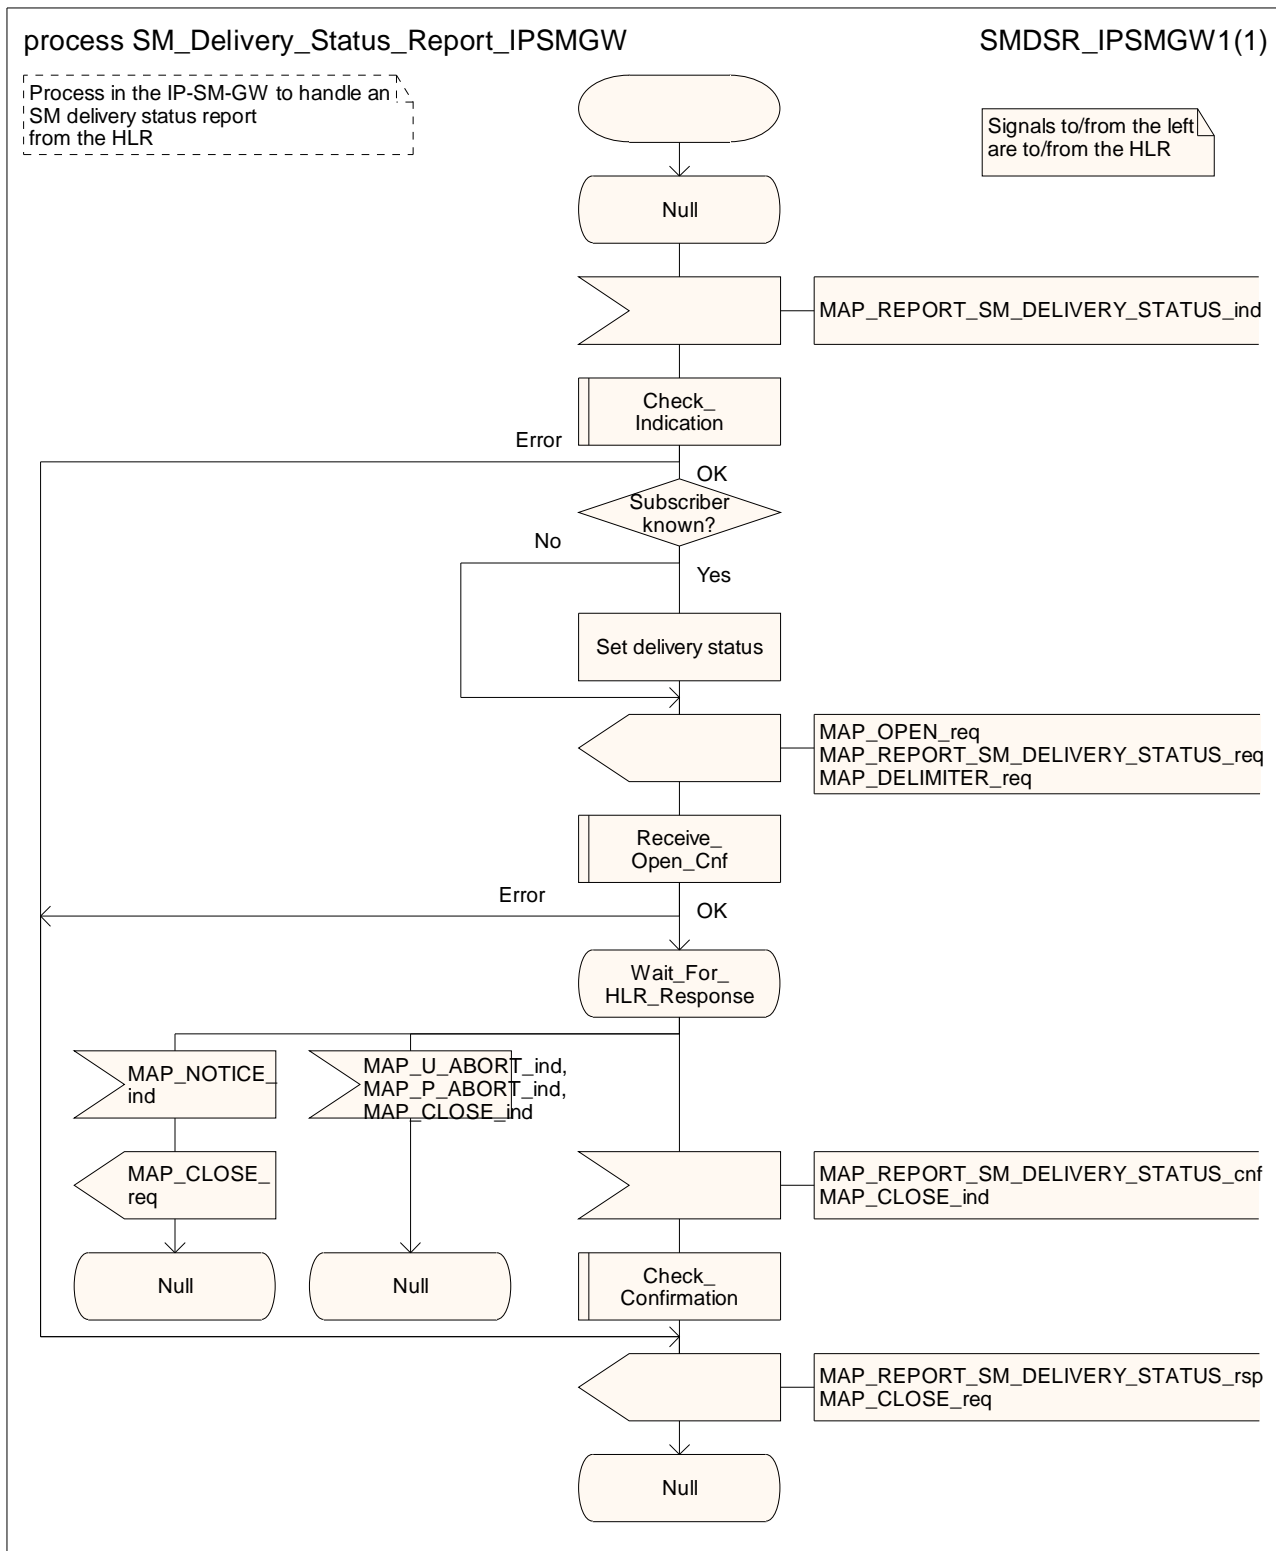 process SM_Delivery_Status_Report_IPSMGW
SMDSR_IPSMGW1(1)
Process in the IP-SM-GW to handle an
SM delivery status report
from the HLR
Signals to/from the left
are to/from the HLR
Null
MAP_REPORT_SM_DELIVERY_STATUS_ind
Check_
Indication
Error
OK
Subscriber
known?
No
Yes
Set delivery status
MAP_OPEN_req
MAP_REPORT_SM_DELIVERY_STATUS_req
MAP_DELIMITER_req
Receive_
Open_Cnf
Error
OK
Wait_For_
HLR_Response
MAP_NOTICE_
ind
MAP_U_ABORT_ind,
MAP_P_ABORT_ind,
MAP_CLOSE_ind
MAP_CLOSE_
req
MAP_REPORT_SM_DELIVERY_STATUS_cnf
MAP_CLOSE_ind
Null
Null
Check_
Confirmation
MAP_REPORT_SM_DELIVERY_STATUS_rsp
MAP_CLOSE_req
Null